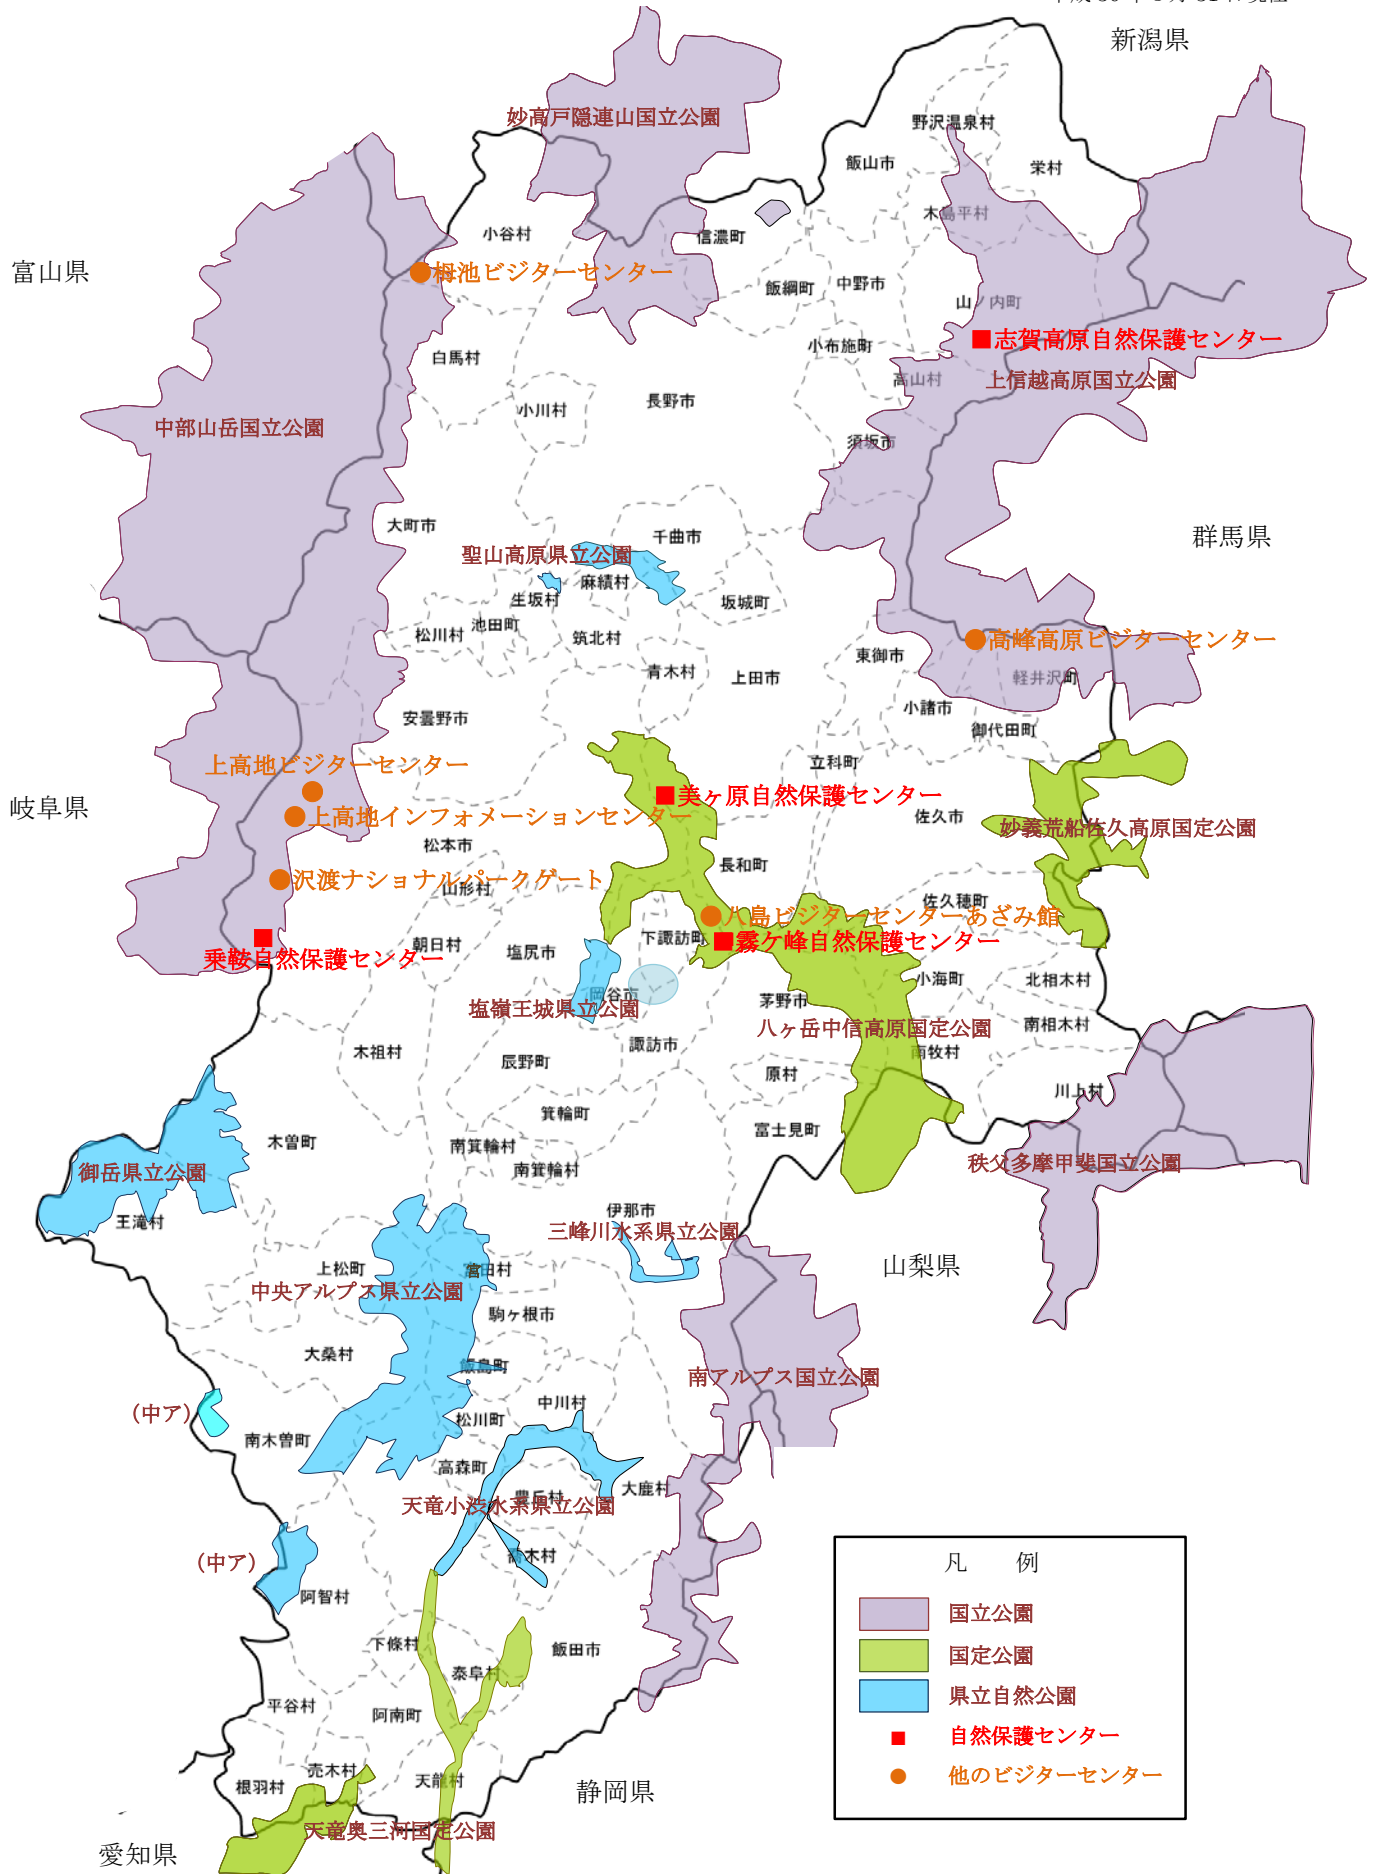 新潟県
妙高戸隠連山国立公園
野沢温泉村
飯山市
栄村
木島平村
小谷村
信濃町
富山県
栂池ビジターセンター
飯綱町
中野市
山ノ内町
志賀高原自然保護センター
小布施町
白馬村
高山村
上信越高原国立公園
小川村
長野市
中部山岳国立公園
須坂市
大町市
千曲市
群馬県
聖山高原県立公園
麻績村
生坂村
坂城町
池田町
松川村
筑北村
高峰高原ビジターセンター
東御市
青木村
上田市
軽井沢町
小諸市
安曇野市
御代田町
上高地ビジターセンター
立科町
美ヶ原自然保護センター
岐阜県
上高地インフォメーションセンター
佐久市
妙義荒船佐久高原国定公園
松本市
長和町
沢渡ナショナルパークゲート
山形村
佐久穂町
八島ビジターセンターあざみ館
下諏訪町
霧ケ峰自然保護センター
朝日村
塩尻市
乗鞍自然保護センター
小海町
北相木村
岡谷市
茅野市
塩嶺王城県立公園
八ヶ岳中信高原国定公園
南相木村
諏訪市
木祖村
南牧村
辰野町
原村
川上村
箕輪町
富士見町
木曽町
南箕輪村
秩父多摩甲斐国立公園
御岳県立公園
南箕輪村
伊那市
王滝村
三峰川水系県立公園
山梨県
上松町
宮田村
中央アルプス県立公園
駒ヶ根市
大桑村
飯島町
南アルプス国立公園
中川村
(中ア)
松川町
南木曽町
高森町
大鹿村
豊丘村
天竜小渋水系県立公園
喬木村
(中ア)
阿智村
凡 例
国立公園
国定公園
県立自然公園
自然保護センター
他のビジターセンター
下條村
飯田市
泰阜村
平谷村
阿南町
売木村
天龍村
根羽村
静岡県
天竜奥三河国定公園
愛知県